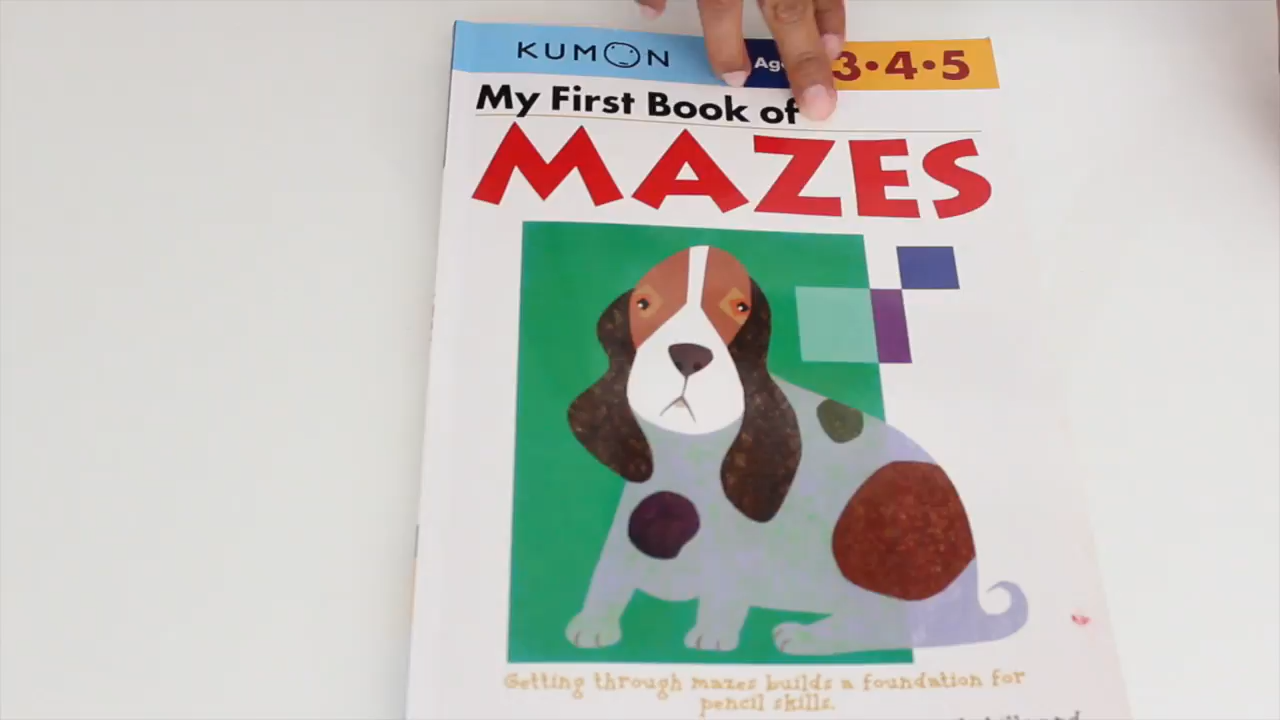 KUMON
Ag
3•4•5
My First Book of
MAZES
Getting through mazes builds a foundation for
pencil skills.